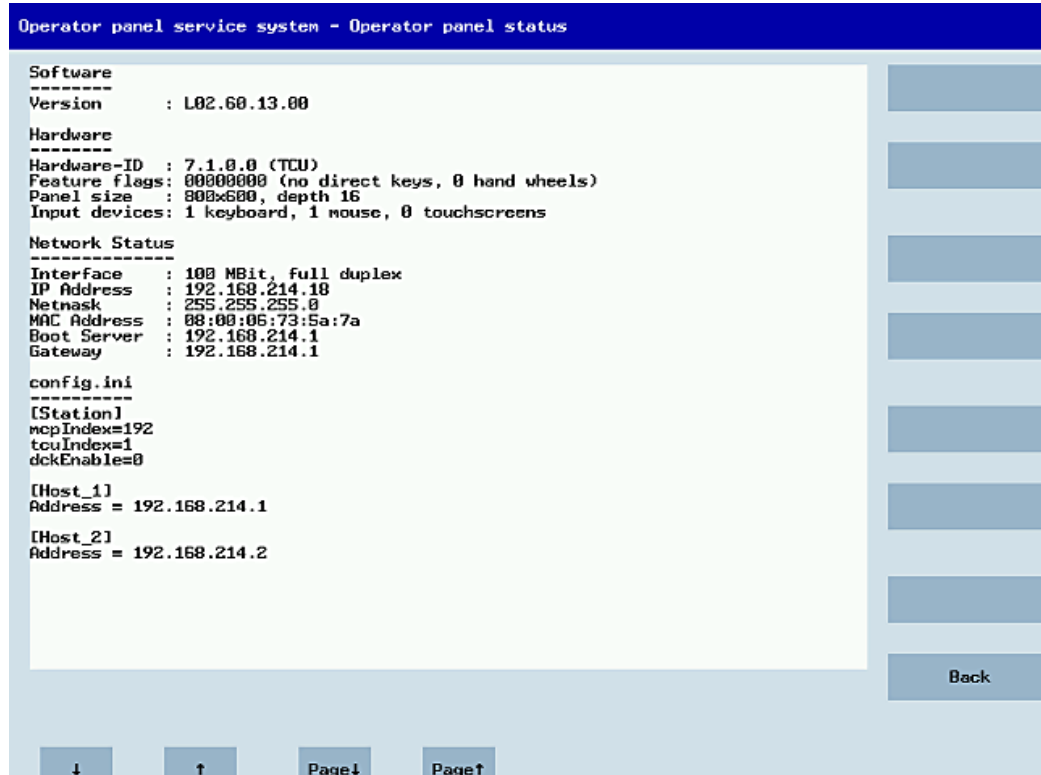 Operator panel service system - Operator panel status
Software
--------
Version : L02.60.13.00
Hardware
--------
Hardware-ID : 7.1.0.0 (TCU)
Feature flags: 00000000 (no direct keys, 0 hand wheels)
Panel size : 800x600, depth 16
Input devices: 1 keyboard, 1 mouse, 0 touchscreens
Network Status
--------------
Interface : 100 MBit, full duplex
IP Address : 192.168.214.18
Netmask : 255.255.255.0
MAC Address : 08:00:06:73:5a:7a
Boot Server : 192.168.214.1
Gateway : 192.168.214.1
config.ini
----------
[Station]
mcpIndex=192
tcuIndex=1
dckEnable=0
[Host_1]
Address = 192.168.214.1
[Host_2]
Address = 192.168.214.2
Back
↓ ↑ Page↓ Page↑